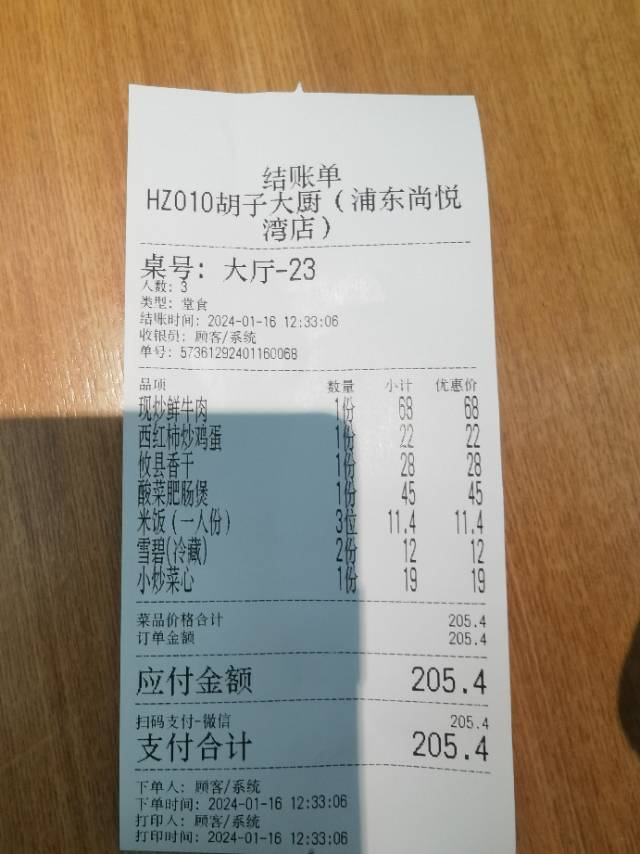 结账单
HZ010胡子大厨（浦东尚悦
湾店）
桌号: 大厅-23
人数: 3
类型: 堂食
结账时间: 2024-01-16 12:33:06
收银员: 顾客/系统
单号: 57361292401160068
品项 数量 小计 优惠价
现炒鲜牛肉 1份 68 68
西红柿炒鸡蛋 1份 22 22
攸县香干 1份 28 28
酸菜肥肠煲 1份 45 45
米饭（一人份） 3位 11.4 11.4
雪碧(冷藏) 2份 12 12
小炒菜心 1份 19 19
菜品价格合计 205.4
订单金额 205.4
应付金额 205.4
扫码支付-微信 205.4
支付合计 205.4
下单人: 顾客/系统
下单时间: 2024-01-16 12:33:06
打印人: 顾客/系统
打印时间: 2024-01-16 12:33:06